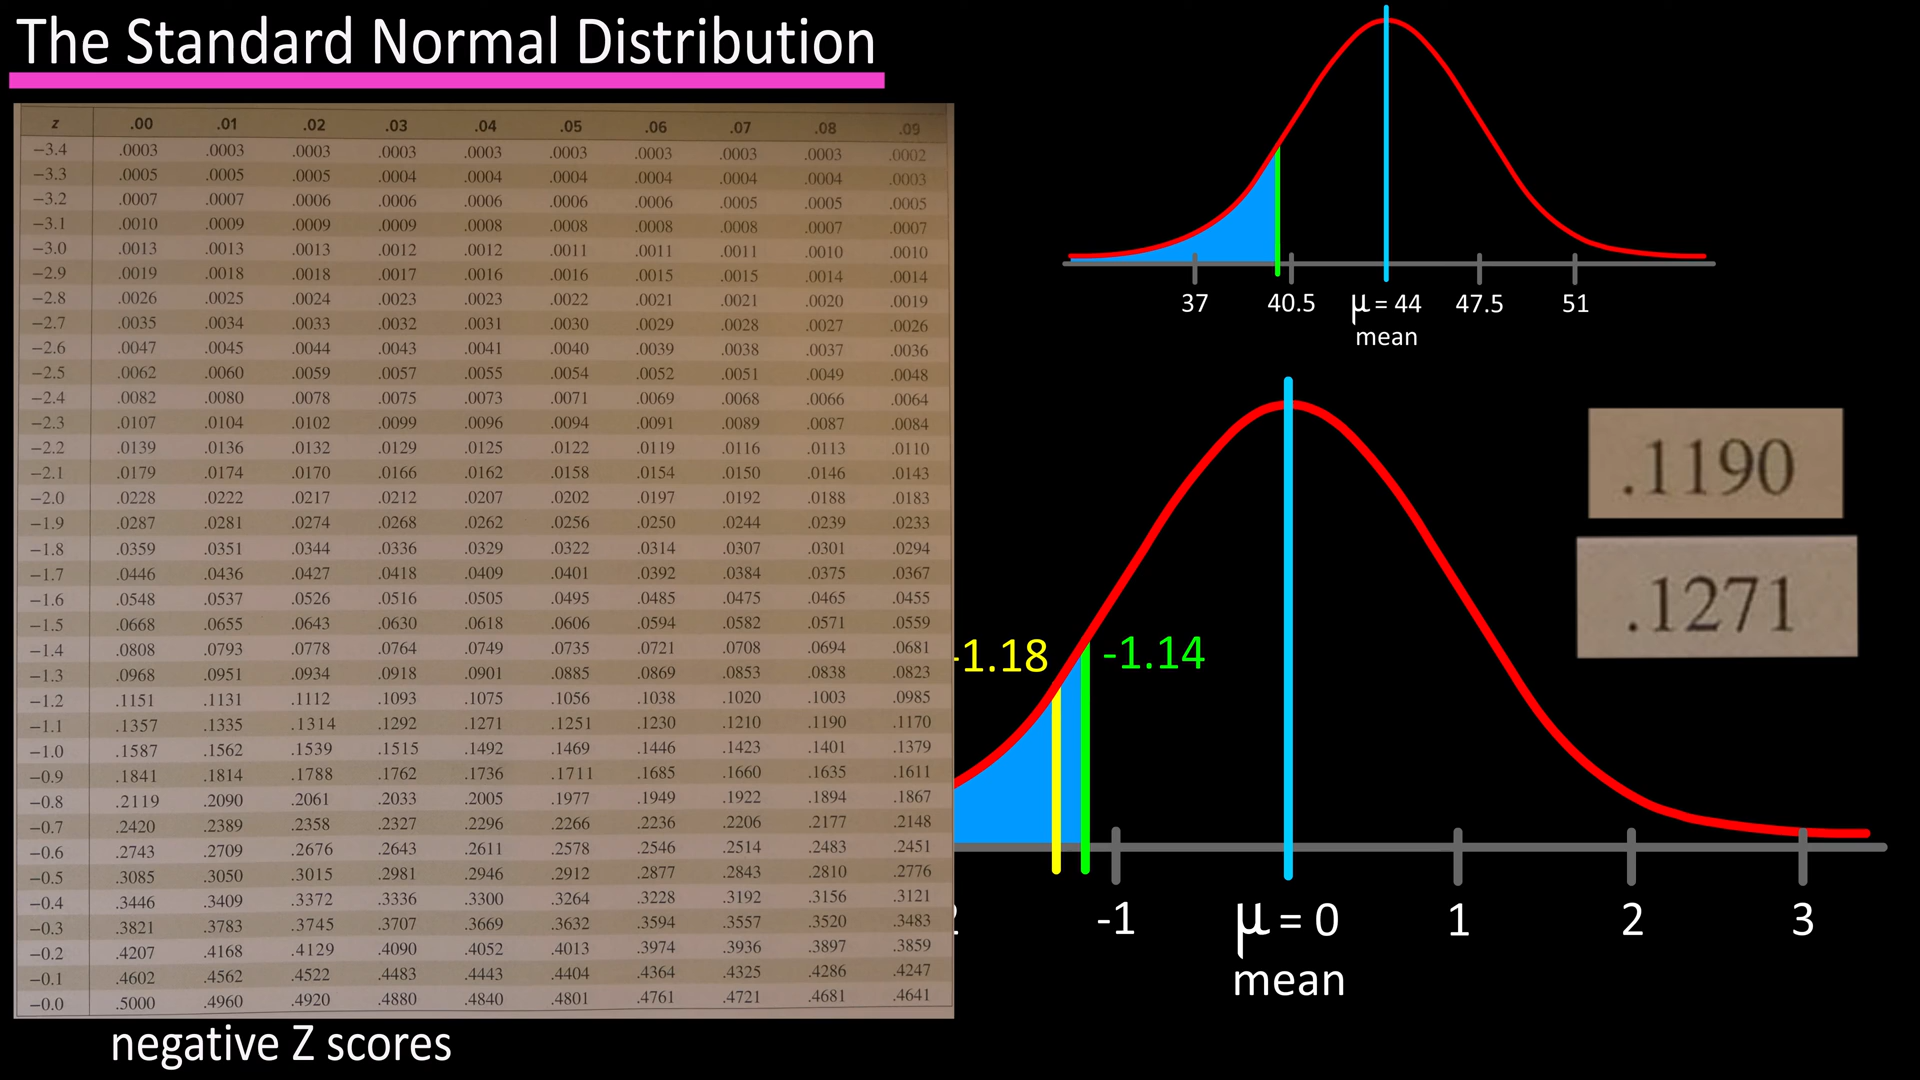 The Standard Normal Distribution
z .00 .01 .02 .03 .04 .05 .06 .07 .08 .09
−3.4 .0003 .0003 .0003 .0003 .0003 .0003 .0003 .0003 .0003 .0002
−3.3 .0005 .0005 .0005 .0004 .0004 .0004 .0004 .0004 .0004 .0003
−3.2 .0007 .0007 .0006 .0006 .0006 .0006 .0006 .0005 .0005 .0005
−3.1 .0010 .0009 .0009 .0009 .0008 .0008 .0008 .0008 .0007 .0007
−3.0 .0013 .0013 .0013 .0012 .0012 .0011 .0011 .0011 .0010 .0010
−2.9 .0019 .0018 .0018 .0017 .0016 .0016 .0015 .0015 .0014 .0014
−2.8 .0026 .0025 .0024 .0023 .0023 .0022 .0021 .0021 .0020 .0019
−2.7 .0035 .0034 .0033 .0032 .0031 .0030 .0029 .0028 .0027 .0026
−2.6 .0047 .0045 .0044 .0043 .0041 .0040 .0039 .0038 .0037 .0036
−2.5 .0062 .0060 .0059 .0057 .0055 .0054 .0052 .0051 .0049 .0048
−2.4 .0082 .0080 .0078 .0075 .0073 .0071 .0069 .0068 .0066 .0064
−2.3 .0107 .0104 .0102 .0099 .0096 .0094 .0091 .0089 .0087 .0084
−2.2 .0139 .0136 .0132 .0129 .0125 .0122 .0119 .0116 .0113 .0110
−2.1 .0179 .0174 .0170 .0166 .0162 .0158 .0154 .0150 .0146 .0143
−2.0 .0228 .0222 .0217 .0212 .0207 .0202 .0197 .0192 .0188 .0183
−1.9 .0287 .0281 .0274 .0268 .0262 .0256 .0250 .0244 .0239 .0233
−1.8 .0359 .0351 .0344 .0336 .0329 .0322 .0314 .0307 .0301 .0294
−1.7 .0446 .0436 .0427 .0418 .0409 .0401 .0392 .0384 .0375 .0367
−1.6 .0548 .0537 .0526 .0516 .0505 .0495 .0485 .0475 .0465 .0455
−1.5 .0668 .0655 .0643 .0630 .0618 .0606 .0594 .0582 .0571 .0559
−1.4 .0808 .0793 .0778 .0764 .0749 .0735 .0721 .0708 .0694 .0681
−1.3 .0968 .0951 .0934 .0918 .0901 .0885 .0869 .0853 .0838 .0823
−1.2 .1151 .1131 .1112 .1093 .1075 .1056 .1038 .1020 .1003 .0985
−1.1 .1357 .1335 .1314 .1292 .1271 .1251 .1230 .1210 .1190 .1170
−1.0 .1587 .1562 .1539 .1515 .1492 .1469 .1446 .1423 .1401 .1379
−0.9 .1841 .1814 .1788 .1762 .1736 .1711 .1685 .1660 .1635 .1611
−0.8 .2119 .2090 .2061 .2033 .2005 .1977 .1949 .1922 .1894 .1867
−0.7 .2420 .2389 .2358 .2327 .2296 .2266 .2236 .2206 .2177 .2148
−0.6 .2743 .2709 .2676 .2643 .2611 .2578 .2546 .2514 .2483 .2451
−0.5 .3085 .3050 .3015 .2981 .2946 .2912 .2877 .2843 .2810 .2776
−0.4 .3446 .3409 .3372 .3336 .3300 .3264 .3228 .3192 .3156 .3121
−0.3 .3821 .3783 .3745 .3707 .3669 .3632 .3594 .3557 .3520 .3483
−0.2 .4207 .4168 .4129 .4090 .4052 .4013 .3974 .3936 .3897 .3859
−0.1 .4602 .4562 .4522 .4483 .4443 .4404 .4364 .4325 .4286 .4247
−0.0 .5000 .4960 .4920 .4880 .4840 .4801 .4761 .4721 .4681 .4641
negative Z scores
37 40.5 μ = 44 47.5 51
mean
.1190
.1271
-1.18 -1.14
-1 μ = 0 1 2 3
mean